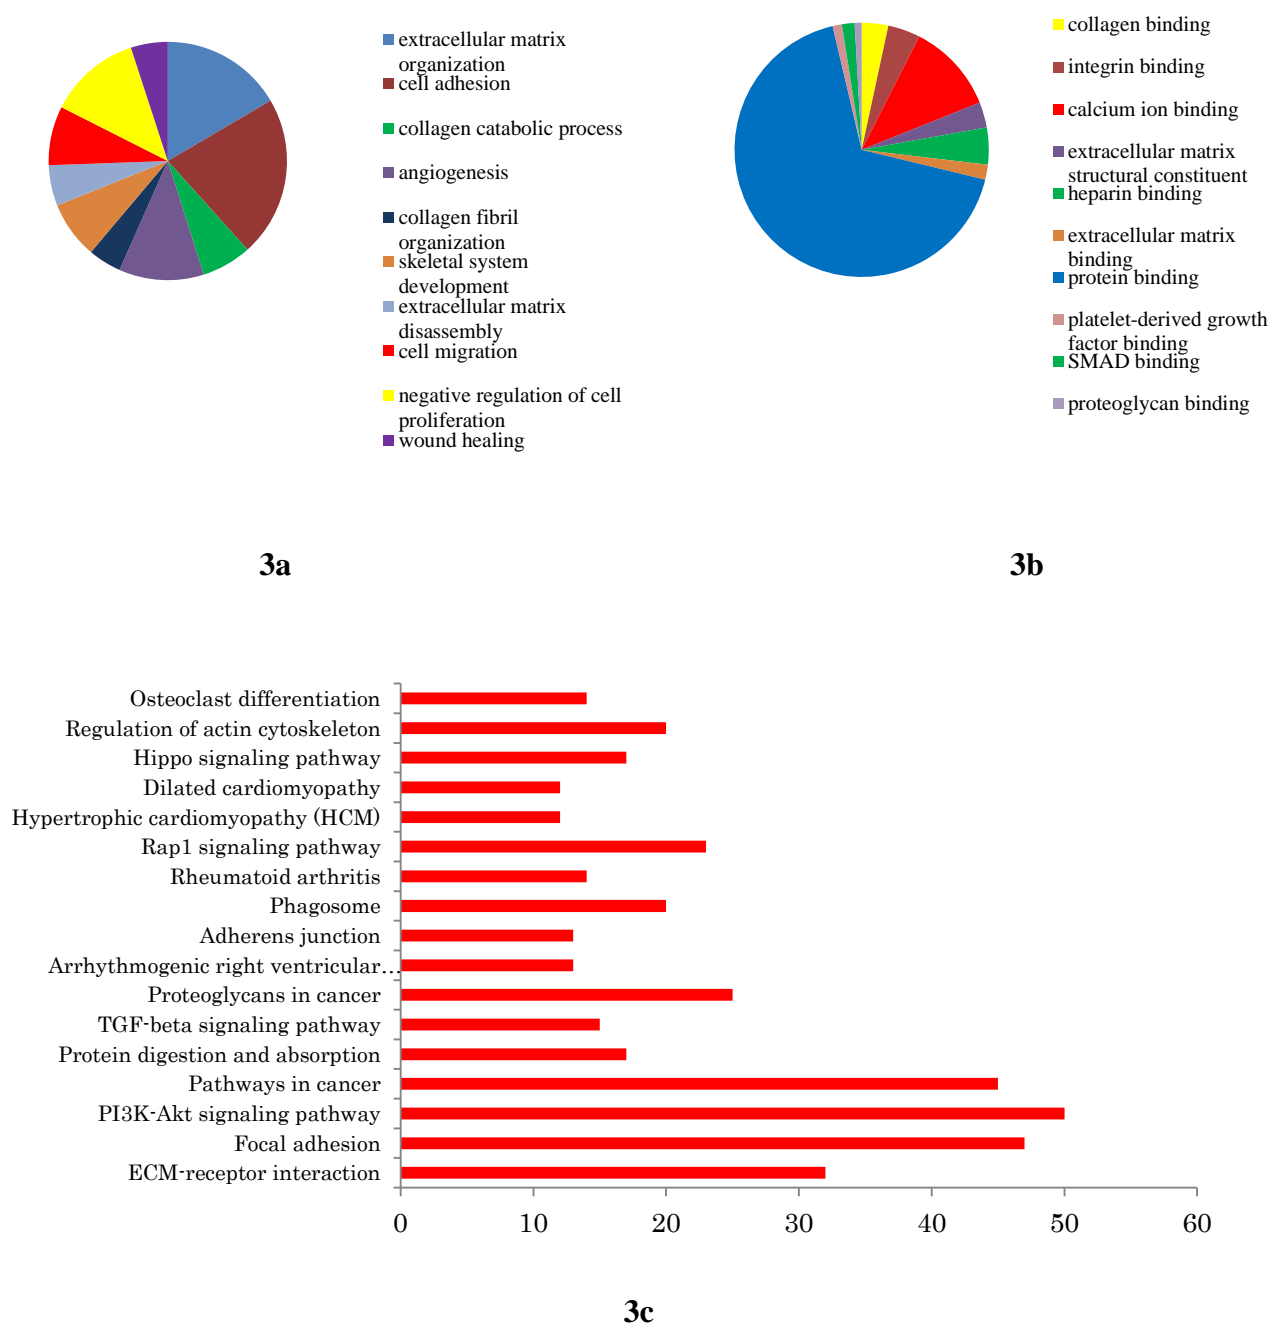 extracellular matrix
organization
cell adhesion
collagen catabolic process
angiogenesis
collagen fibril
organization
skeletal system
development
extracellular matrix
disassembly
cell migration
negative regulation of cell
proliferation
wound healing
3a
collagen binding
integrin binding
calcium ion binding
extracellular matrix
structural constituent
heparin binding
extracellular matrix
binding
protein binding
platelet-derived growth
factor binding
SMAD binding
proteoglycan binding
3b
Osteoclast differentiation
Regulation of actin cytoskeleton
Hippo signaling pathway
Dilated cardiomyopathy
Hypertrophic cardiomyopathy (HCM)
Rap1 signaling pathway
Rheumatoid arthritis
Phagosome
Adherens junction
Arrhythmogenic right ventricular…
Proteoglycans in cancer
TGF-beta signaling pathway
Protein digestion and absorption
Pathways in cancer
PI3K-Akt signaling pathway
Focal adhesion
ECM-receptor interaction
0 10 20 30 40 50 60
3c